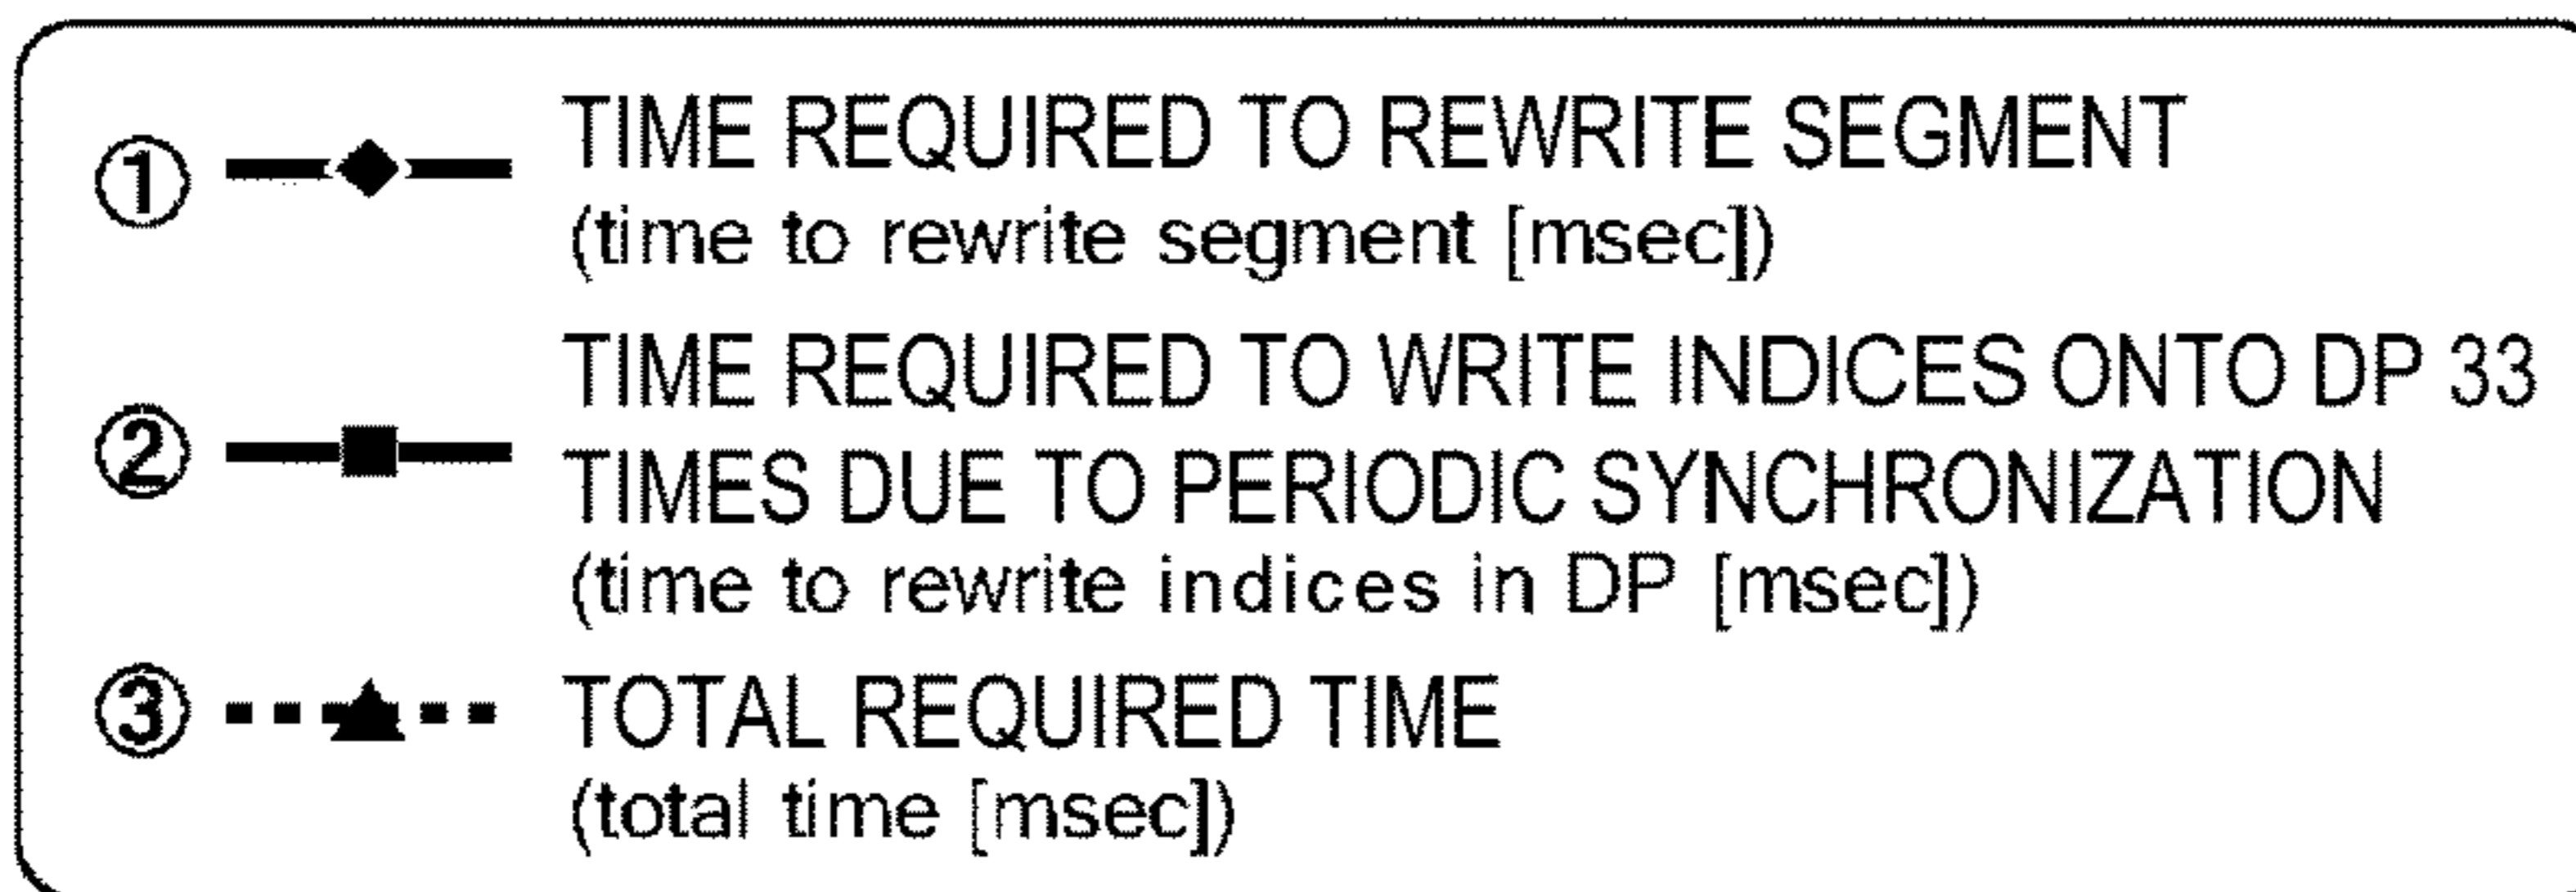 ① TIME REQUIRED TO REWRITE SEGMENT
(time to rewrite segment [msec])
TIME REQUIRED TO WRITE INDICES ONTO DP 33
② TIMES DUE TO PERIODIC SYNCHRONIZATION
(time to rewrite indices in DP [msec])
③ TOTAL REQUIRED TIME
(total time [msec])